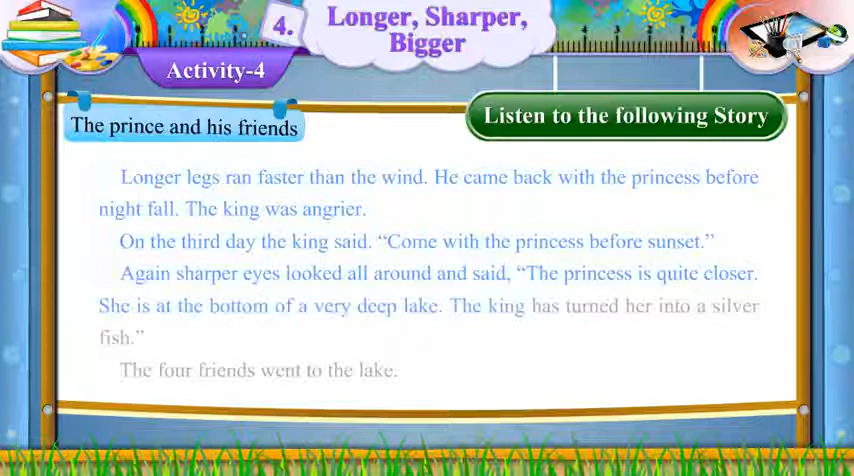 4.
Longer, Sharper,
Bigger
Activity-4
The prince and his friends
Listen to the following Story
Longer legs ran faster than the wind. He came back with the princess before
night fall. The king was angrier.
On the third day the king said. “Come with the princess before sunset.”
Again sharper eyes looked all around and said, “The princess is quite closer.
She is at the bottom of a very deep lake. The king has turned her into a silver
fish.”
The four friends went to the lake.